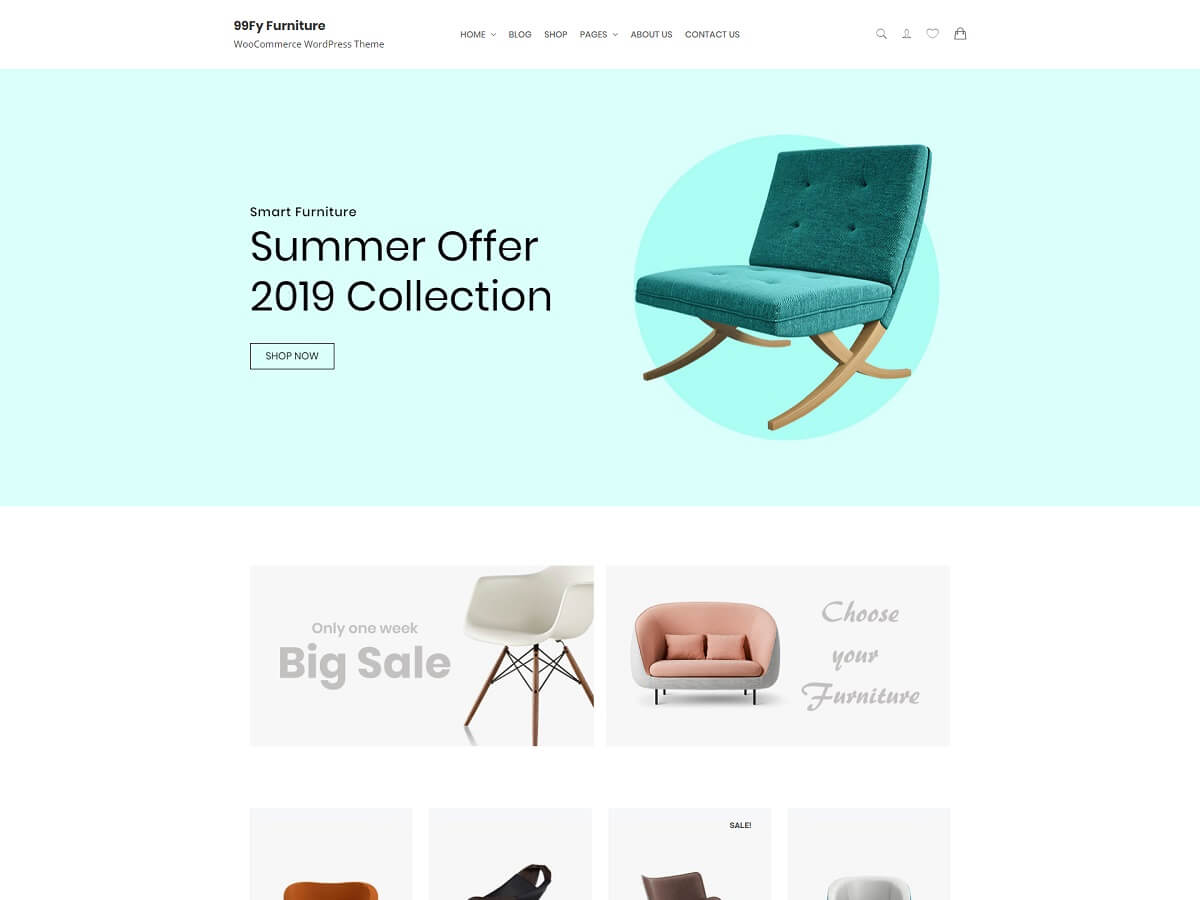 99Fy Furniture
WooCommerce WordPress Theme
HOME BLOG SHOP PAGES ABOUT US CONTACT US
Smart Furniture
Summer Offer
2019 Collection
SHOP NOW
Only one week
Big Sale
Choose
your
Furniture
SALE!